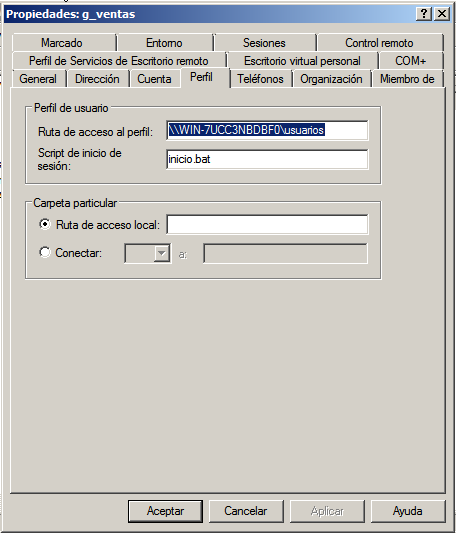 Propiedades: g_ventas
Marcado Entorno Sesiones Control remoto
Perfil de Servicios de Escritorio remoto Escritorio virtual personal COM+
General Dirección Cuenta Perfil Teléfonos Organización Miembro de
Perfil de usuario
Ruta de acceso al perfil: \\WIN-7UCC3NBDBF0\usuarios
Script de inicio de
sesión: inicio.bat
Carpeta particular
Ruta de acceso local:
Conectar: a:
Aceptar Cancelar Aplicar Ayuda